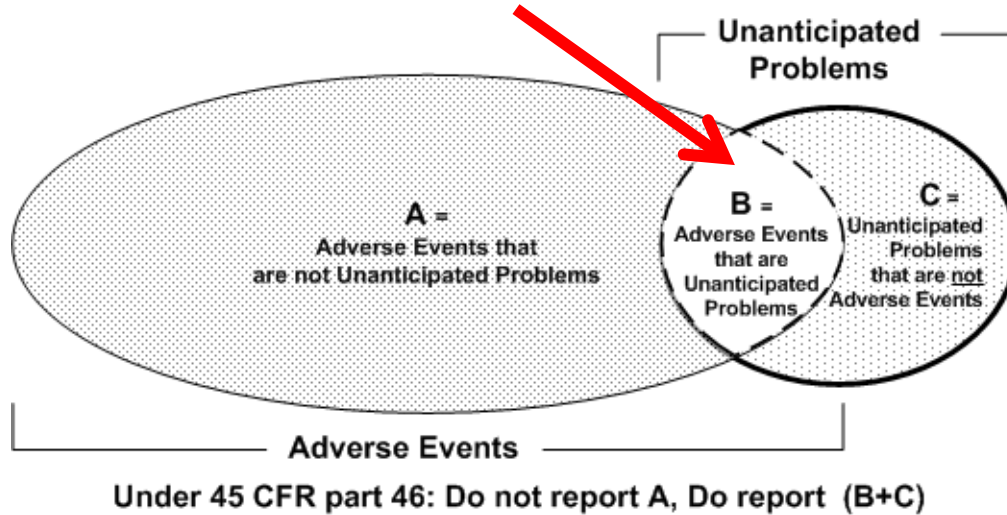 Unanticipated
Problems
A =
Adverse Events that
are not Unanticipated Problems
B =
Adverse Events
that are
Unanticipated
Problems
C =
Unanticipated
Problems
that are not
Adverse Events
Adverse Events
Under 45 CFR part 46: Do not report A, Do report (B+C)